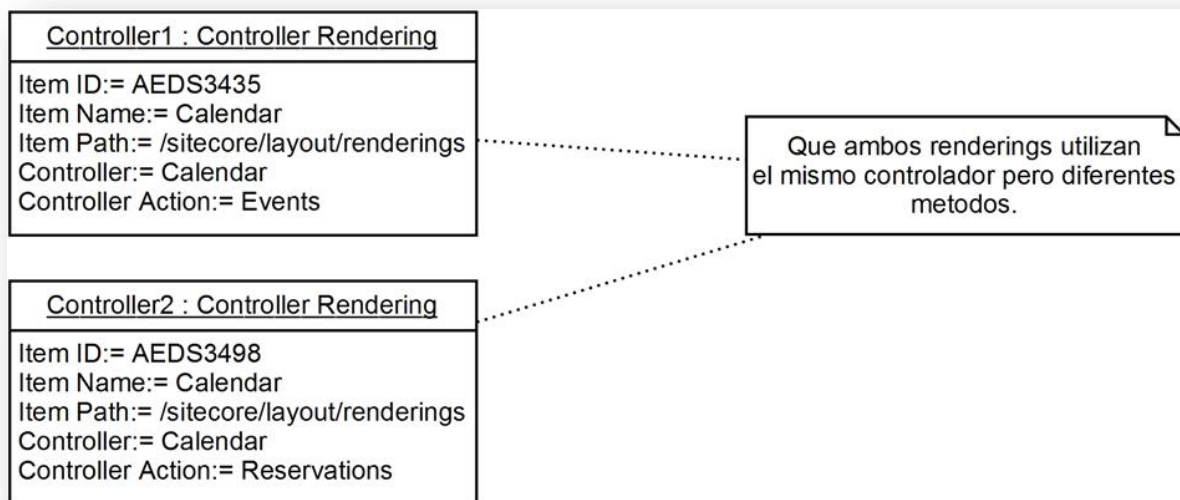 Controller1 : Controller Rendering
Item ID:= AEDS3435
Item Name:= Calendar
Item Path:= /sitecore/layout/renderings
Controller:= Calendar
Controller Action:= Events
Que ambos renderings utilizan
el mismo controlador pero diferentes
metodos.
Controller2 : Controller Rendering
Item ID:= AEDS3498
Item Name:= Calendar
Item Path:= /sitecore/layout/renderings
Controller:= Calendar
Controller Action:= Reservations